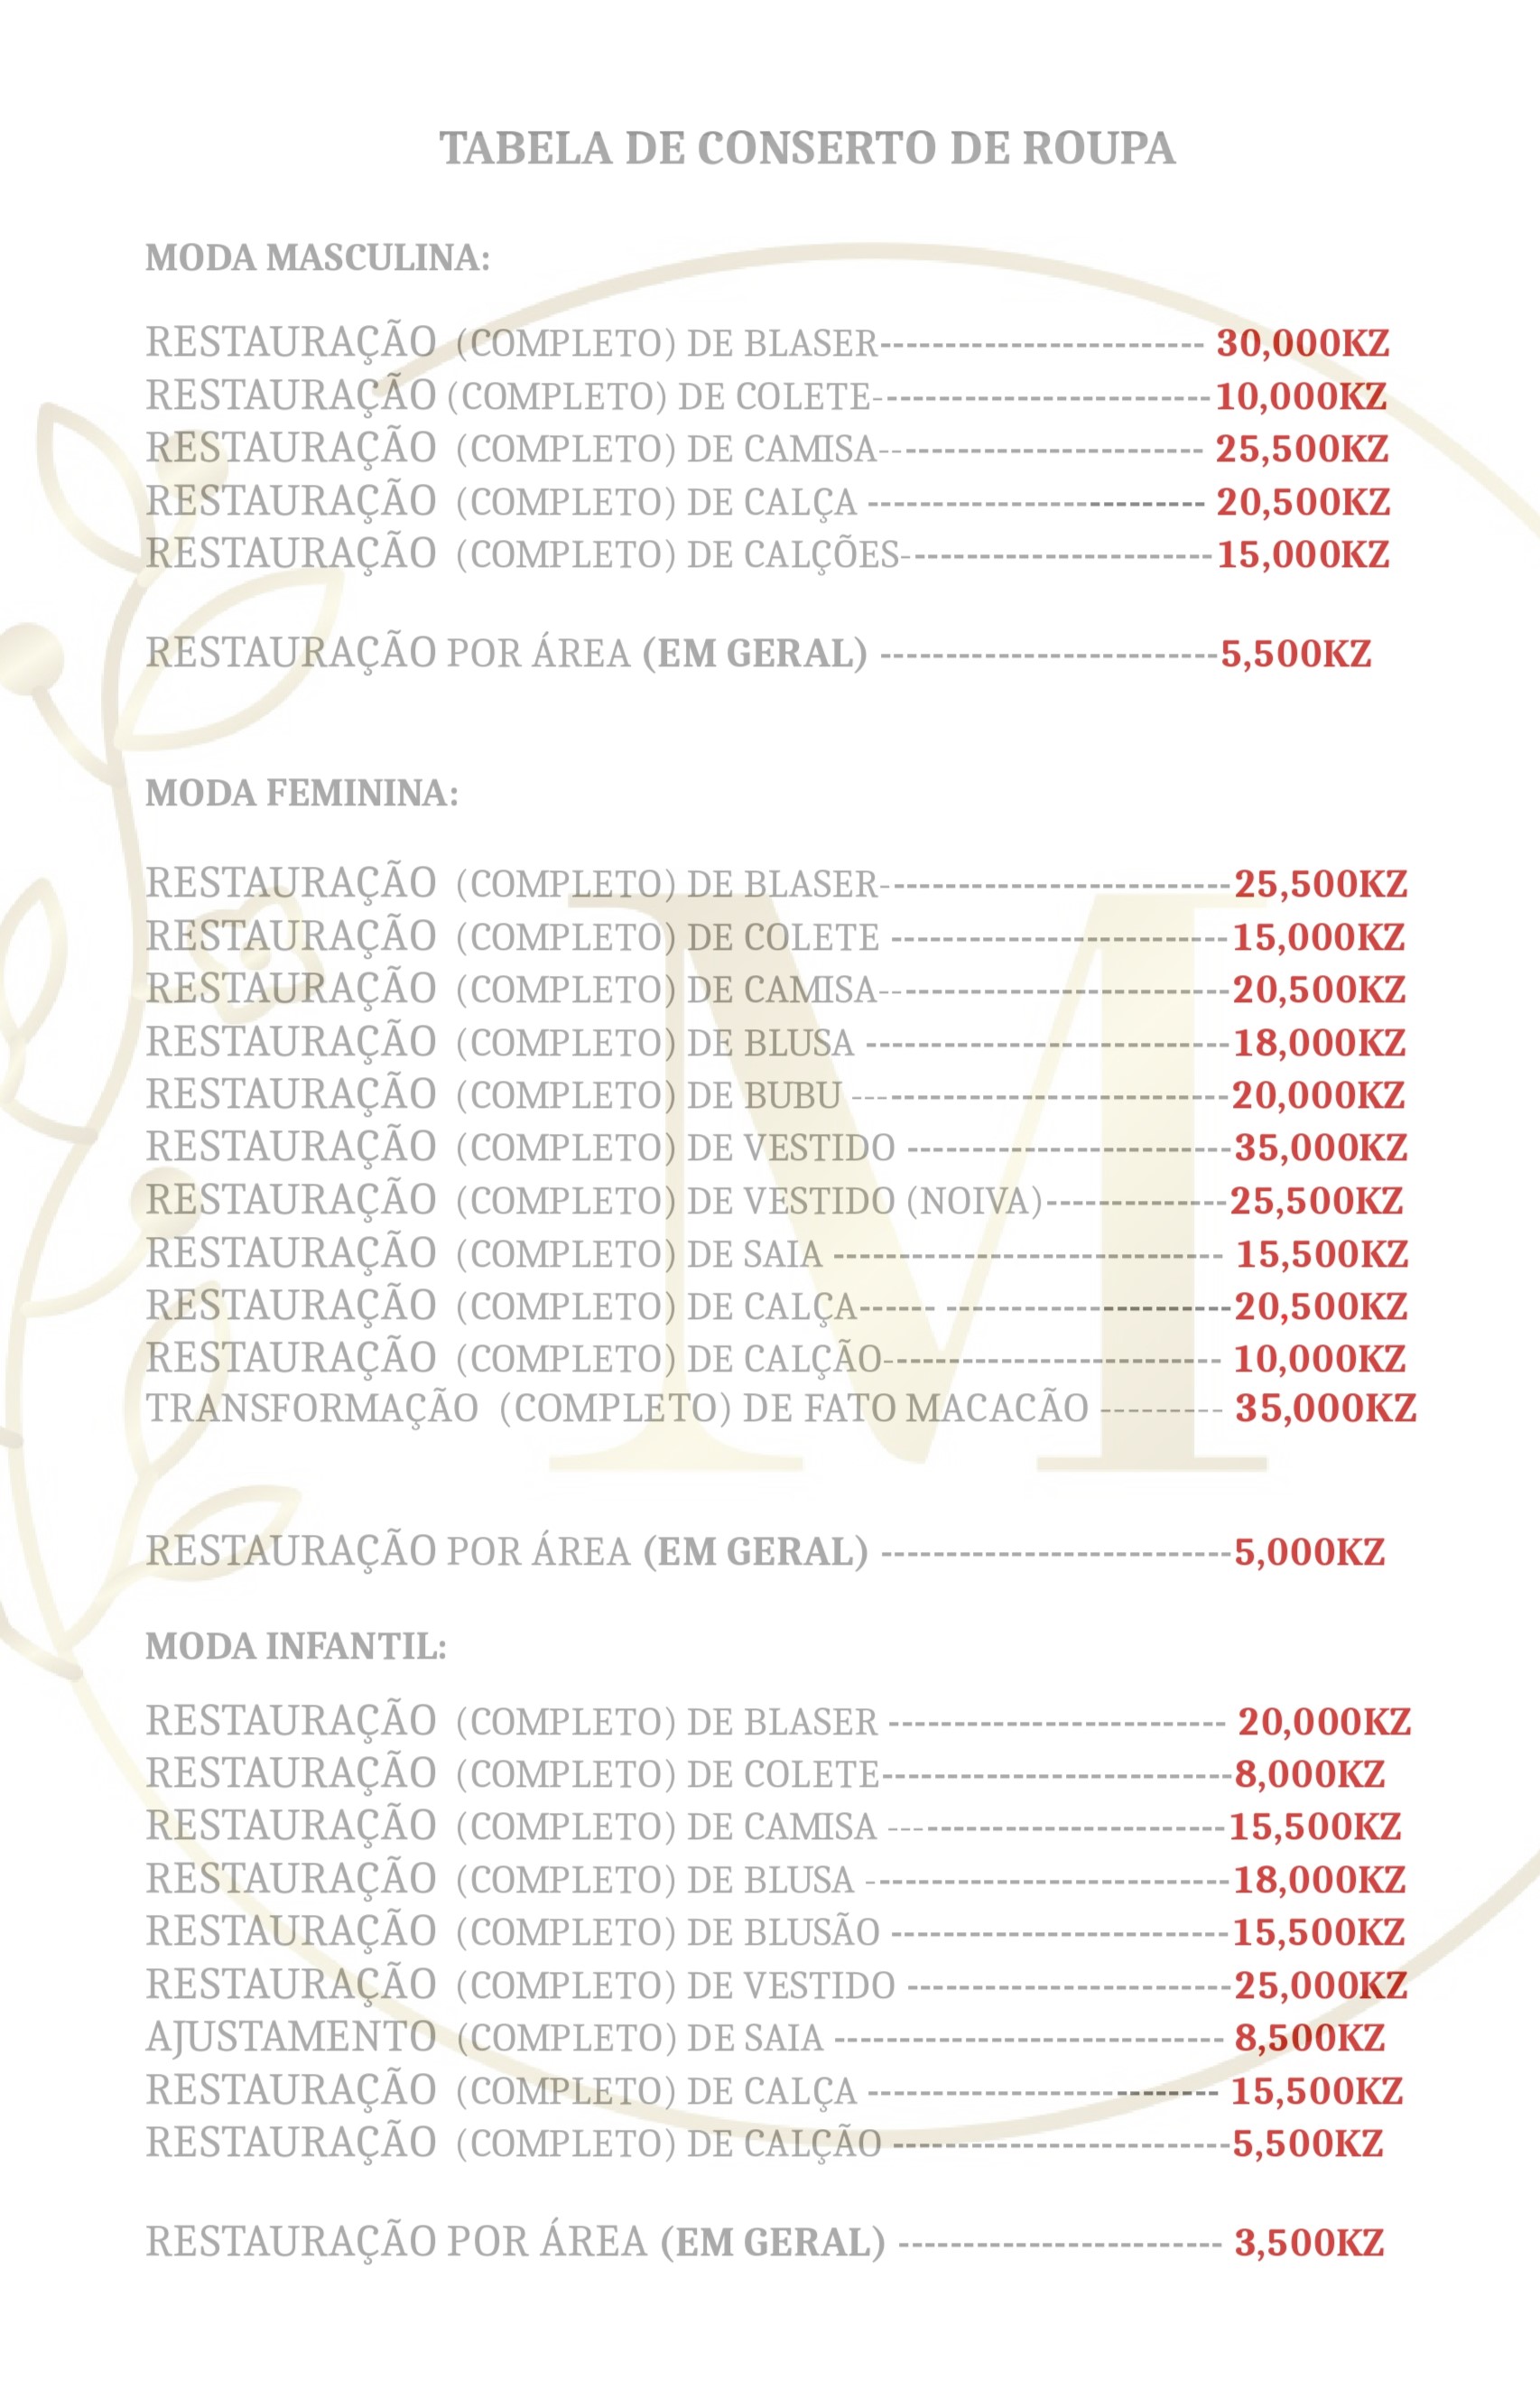 TABELA DE CONSERTO DE ROUPA
MODA MASCULINA:
RESTAURAÇÃO (COMPLETO) DE BLASER------------------------- 30,000KZ
RESTAURAÇÃO (COMPLETO) DE COLETE--------------------------10,000KZ
RESTAURAÇÃO (COMPLETO) DE CAMISA------------------------- 25,500KZ
RESTAURAÇÃO (COMPLETO) DE CALÇA -------------------------- 20,500KZ
RESTAURAÇÃO (COMPLETO) DE CALÇÕES------------------------15,000KZ
RESTAURAÇÃO POR ÁREA (EM GERAL) --------------------------5,500KZ
MODA FEMININA:
RESTAURAÇÃO (COMPLETO) DE BLASER---------------------------25,500KZ
RESTAURAÇÃO (COMPLETO) DE COLETE --------------------------15,000KZ
RESTAURAÇÃO (COMPLETO) DE CAMISA---------------------------20,500KZ
RESTAURAÇÃO (COMPLETO) DE BLUSA ----------------------------18,000KZ
RESTAURAÇÃO (COMPLETO) DE BUBU -----------------------------20,000KZ
RESTAURAÇÃO (COMPLETO) DE VESTIDO -------------------------35,000KZ
RESTAURAÇÃO (COMPLETO) DE VESTIDO (NOIVA)--------------25,500KZ
RESTAURAÇÃO (COMPLETO) DE SAIA ------------------------------ 15,500KZ
RESTAURAÇÃO (COMPLETO) DE CALÇA------ ----------------------20,500KZ
RESTAURAÇÃO (COMPLETO) DE CALÇÃO-------------------------- 10,000KZ
TRANSFORMAÇÃO (COMPLETO) DE FATO MACACÃO --------- 35,000KZ
RESTAURAÇÃO POR ÁREA (EM GERAL) ---------------------------5,000KZ
MODA INFANTIL:
RESTAURAÇÃO (COMPLETO) DE BLASER -------------------------- 20,000KZ
RESTAURAÇÃO (COMPLETO) DE COLETE---------------------------8,000KZ
RESTAURAÇÃO (COMPLETO) DE CAMISA --------------------------15,500KZ
RESTAURAÇÃO (COMPLETO) DE BLUSA ----------------------------18,000KZ
RESTAURAÇÃO (COMPLETO) DE BLUSÃO --------------------------15,500KZ
RESTAURAÇÃO (COMPLETO) DE VESTIDO -------------------------25,000KZ
AJUSTAMENTO (COMPLETO) DE SAIA ------------------------------ 8,500KZ
RESTAURAÇÃO (COMPLETO) DE CALÇA --------------------------- 15,500KZ
RESTAURAÇÃO (COMPLETO) DE CALÇÃO --------------------------5,500KZ
RESTAURAÇÃO POR ÁREA (EM GERAL) ------------------------- 3,500KZ
M